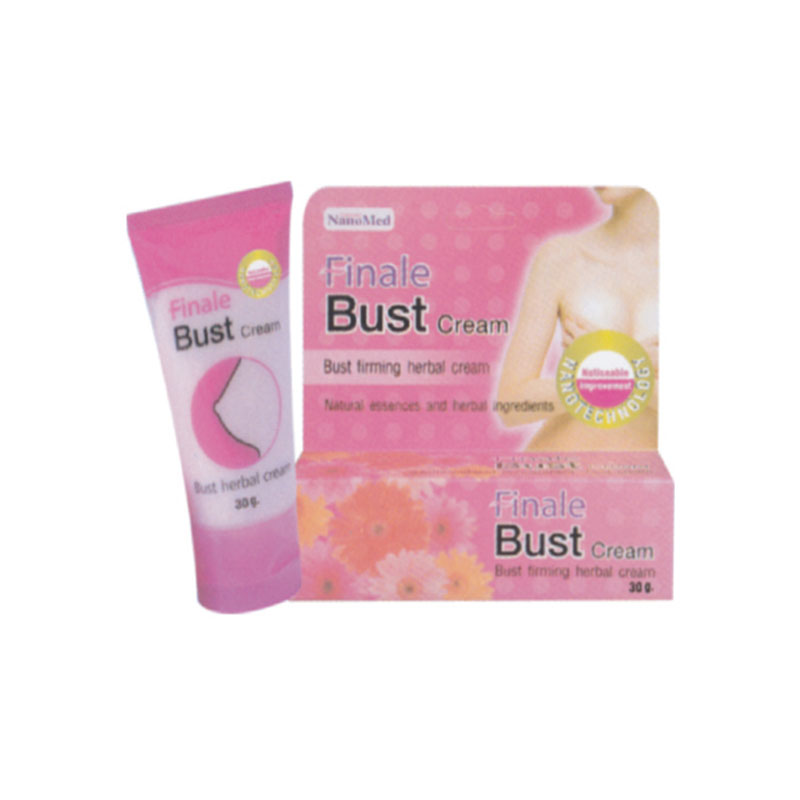 Finale
Bust Cream
Bust herbal cream
30 g.
NanoMed
Finale
Bust Cream
Bust firming herbal cream
Natural essences and herbal ingredients
Noticeable
improvement
NANOTECHNOLOGY
Finale
Bust Cream
Bust firming herbal cream
30 g.